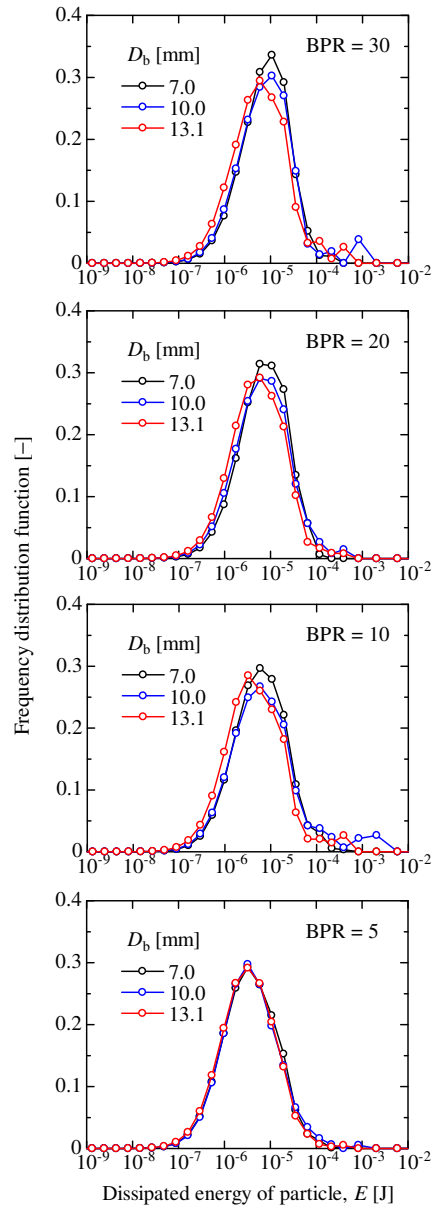 0.4
D_b [mm]
BPR = 30
7.0
10.0
13.1
0.3
0.2
0.1
0
10^-9 10^-8 10^-7 10^-6 10^-5 10^-4 10^-3 10^-2
0.4
D_b [mm]
BPR = 20
7.0
10.0
13.1
0.3
0.2
0.1
0
10^-9 10^-8 10^-7 10^-6 10^-5 10^-4 10^-3 10^-2
Frequency distribution function [–]
0.4
D_b [mm]
BPR = 10
7.0
10.0
13.1
0.3
0.2
0.1
0
10^-9 10^-8 10^-7 10^-6 10^-5 10^-4 10^-3 10^-2
0.4
D_b [mm]
BPR = 5
7.0
10.0
13.1
0.3
0.2
0.1
0
10^-9 10^-8 10^-7 10^-6 10^-5 10^-4 10^-3 10^-2
Dissipated energy of particle, E [J]